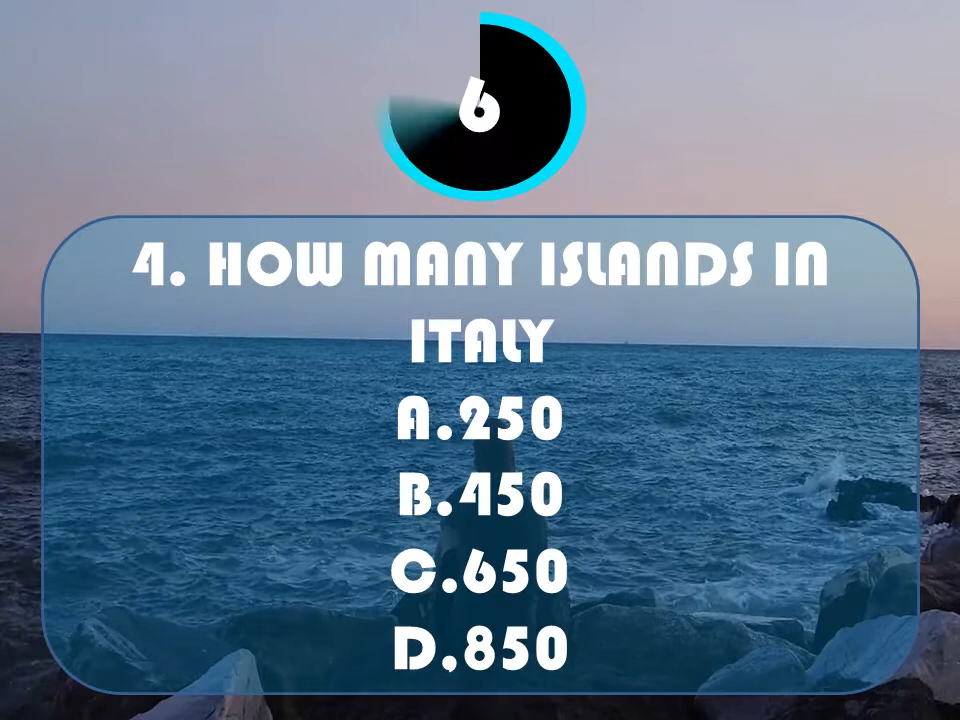 6
4. HOW MANY ISLANDS IN
ITALY
A.250
B.450
C.650
D.850